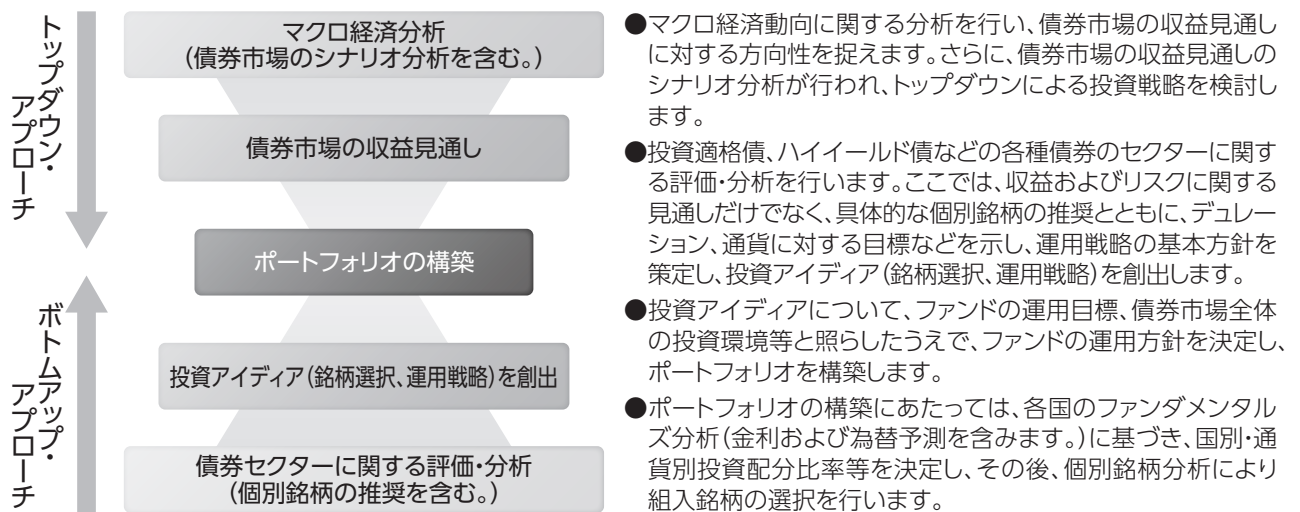 トップダウン・
アプローチ
マクロ経済分析
(債券市場のシナリオ分析を含む。)
債券市場の収益見通し
ポートフォリオの構築
投資アイディア(銘柄選択、運用戦略)を創出
債券セクターに関する評価・分析
(個別銘柄の推奨を含む。)
ボトムアップ・
アプローチ
●マクロ経済動向に関する分析を行い、債券市場の収益見通し
に対する方向性を捉えます。さらに、債券市場の収益見通しの
シナリオ分析が行われ、トップダウンによる投資戦略を検討し
ます。
●投資適格債、ハイイールド債などの各種債券のセクターに関す
る評価・分析を行います。ここでは、収益およびリスクに関する
見通しだけでなく、具体的な個別銘柄の推奨とともに、デュレー
ション、通貨に対する目標などを示し、運用戦略の基本方針を
策定し、投資アイディア(銘柄選択、運用戦略)を創出します。
●投資アイディアについて、ファンドの運用目標、債券市場全体
の投資環境等と照らしたうえで、ファンドの運用方針を決定し、
ポートフォリオを構築します。
●ポートフォリオの構築にあたっては、各国のファンダメンタル
ズ分析(金利および為替予測を含みます。)に基づき、国別・通
貨別投資配分比率等を決定し、その後、個別銘柄分析により
組入銘柄の選択を行います。